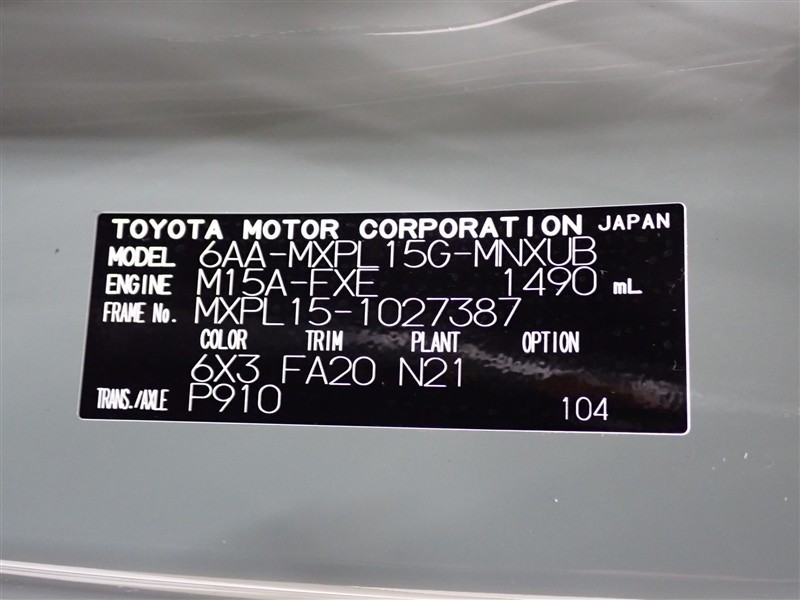 TOYOTA MOTOR CORPORATION JAPAN
MODEL 6AA-MXPL15G-MNXUB
ENGINE M15A-FXE 1490 mL
FRAME No. MXPL15-1027387
COLOR TRIM PLANT OPTION
6X3 FA20 N21
TRANS./AXLE P910 104